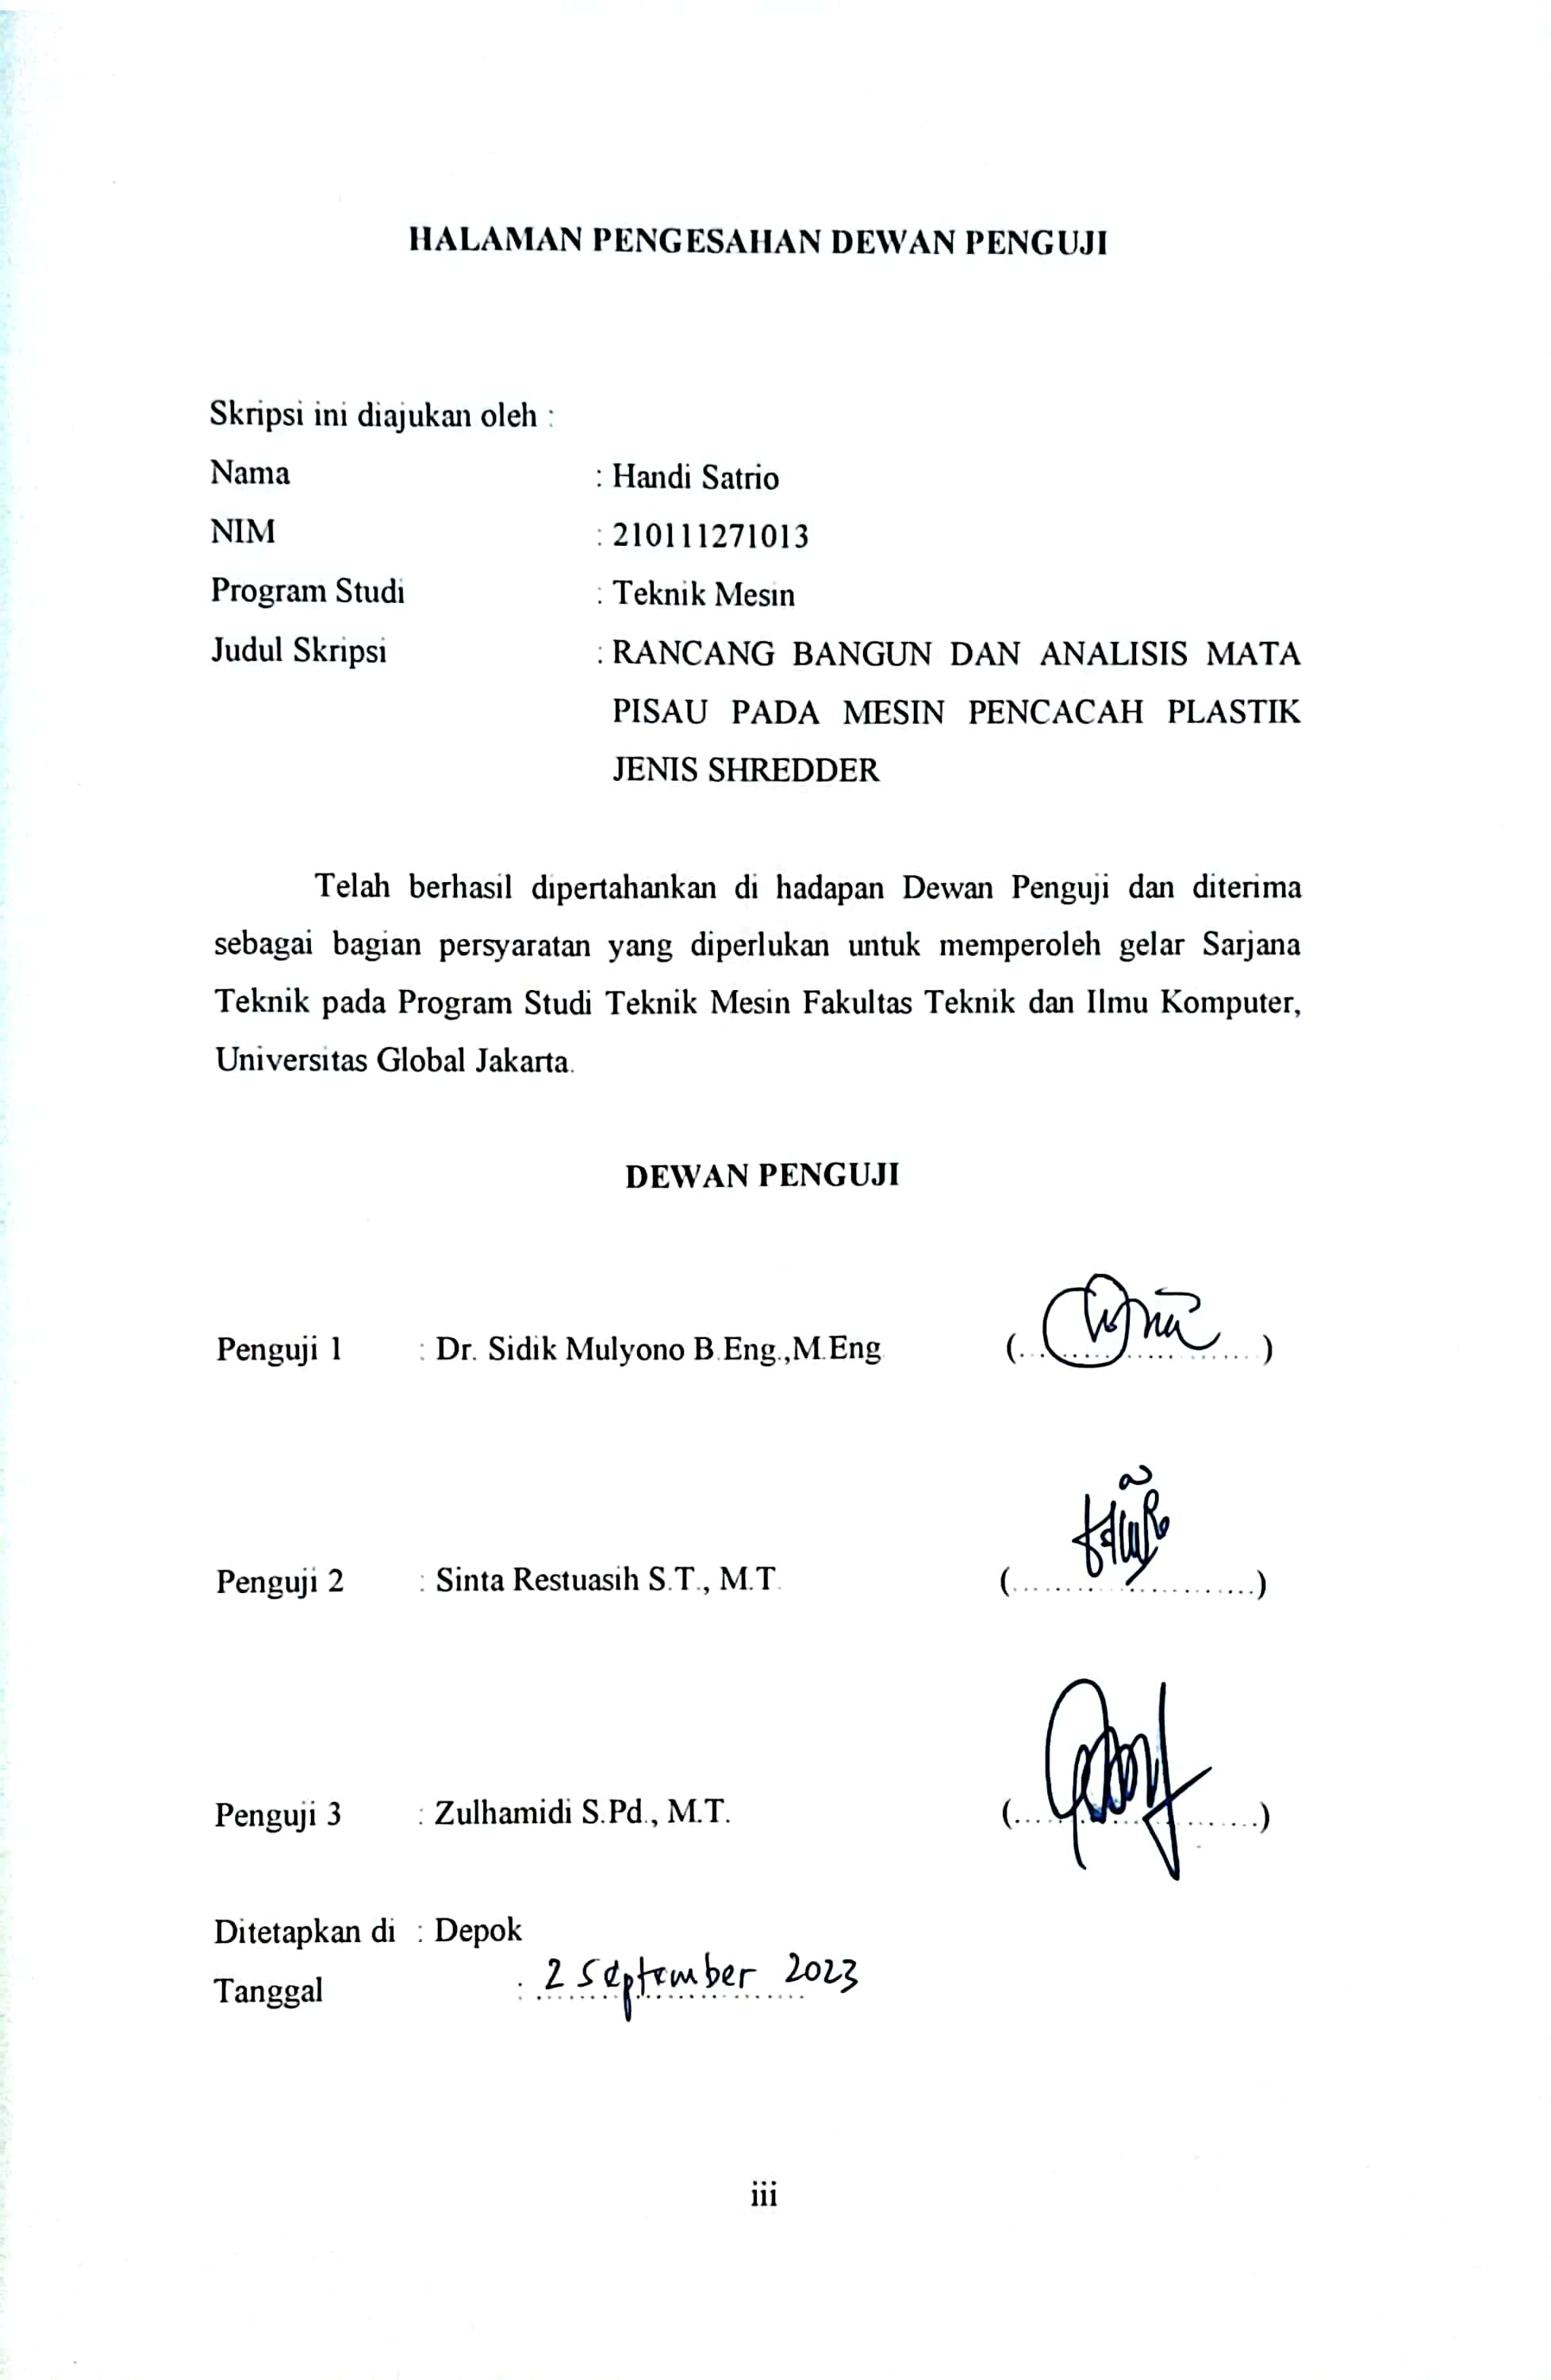 HALAMAN PENGESAHAN DEWAN PENGUJI
Skripsi ini diajukan oleh :
Nama : Handi Satrio
NIM : 210111271013
Program Studi : Teknik Mesin
Judul Skripsi : RANCANG BANGUN DAN ANALISIS MATA
PISAU PADA MESIN PENCACAH PLASTIK
JENIS SHREDDER
Telah berhasil dipertahankan di hadapan Dewan Penguji dan diterima
sebagai bagian persyaratan yang diperlukan untuk memperoleh gelar Sarjana
Teknik pada Program Studi Teknik Mesin Fakultas Teknik dan Ilmu Komputer,
Universitas Global Jakarta.
DEWAN PENGUJI
Penguji 1 : Dr. Sidik Mulyono B.Eng.,M.Eng (........................)
Penguji 2 : Sinta Restuasih S.T., M.T. (........................)
Penguji 3 : Zulhamidi S.Pd., M.T. (........................)
Ditetapkan di : Depok
Tanggal : 2 September 2023
iii